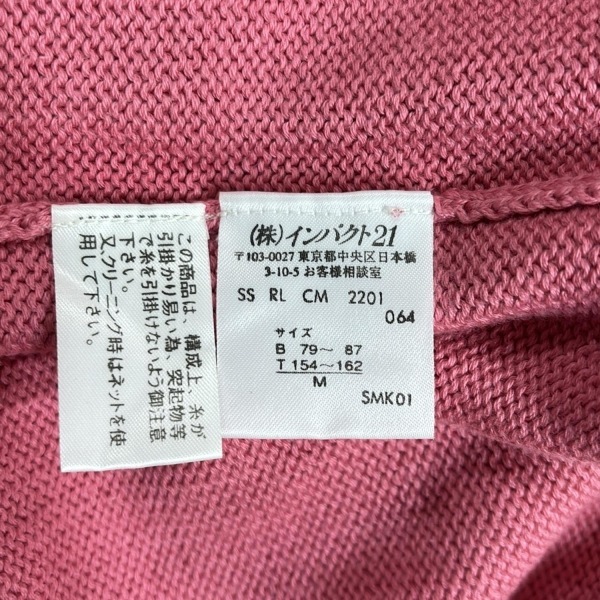 この商品は、構成上、糸が
引掛かり易い為、突起物等
で糸を引掛けないよう御注意
下さい。
又、クリーニング時はネットを使
用して下さい。
(株)インパクト21
〒103-0027 東京都中央区日本橋
3-10-5 お客様相談室
SS RL CM 2201
064
サイズ
B 79〜 87
T 154〜162
M
SMK01